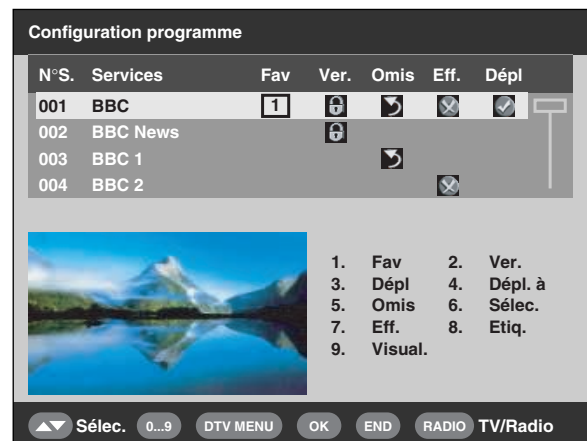 Configuration programme
N°S. Services Fav Ver. Omis Eff. Dépl
001 BBC 1
002 BBC News
003 BBC 1
004 BBC 2
1. Fav 2. Ver.
3. Dépl 4. Dépl. à
5. Omis 6. Sélec.
7. Eff. 8. Etiq.
9. Visual.
Sélec. 0...9 DTV MENU OK END RADIO TV/Radio